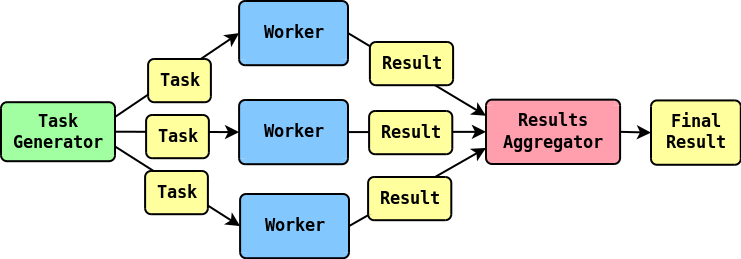 Task
Generator
Task
Task
Task
Worker
Worker
Worker
Result
Result
Result
Results
Aggregator
Final
Result